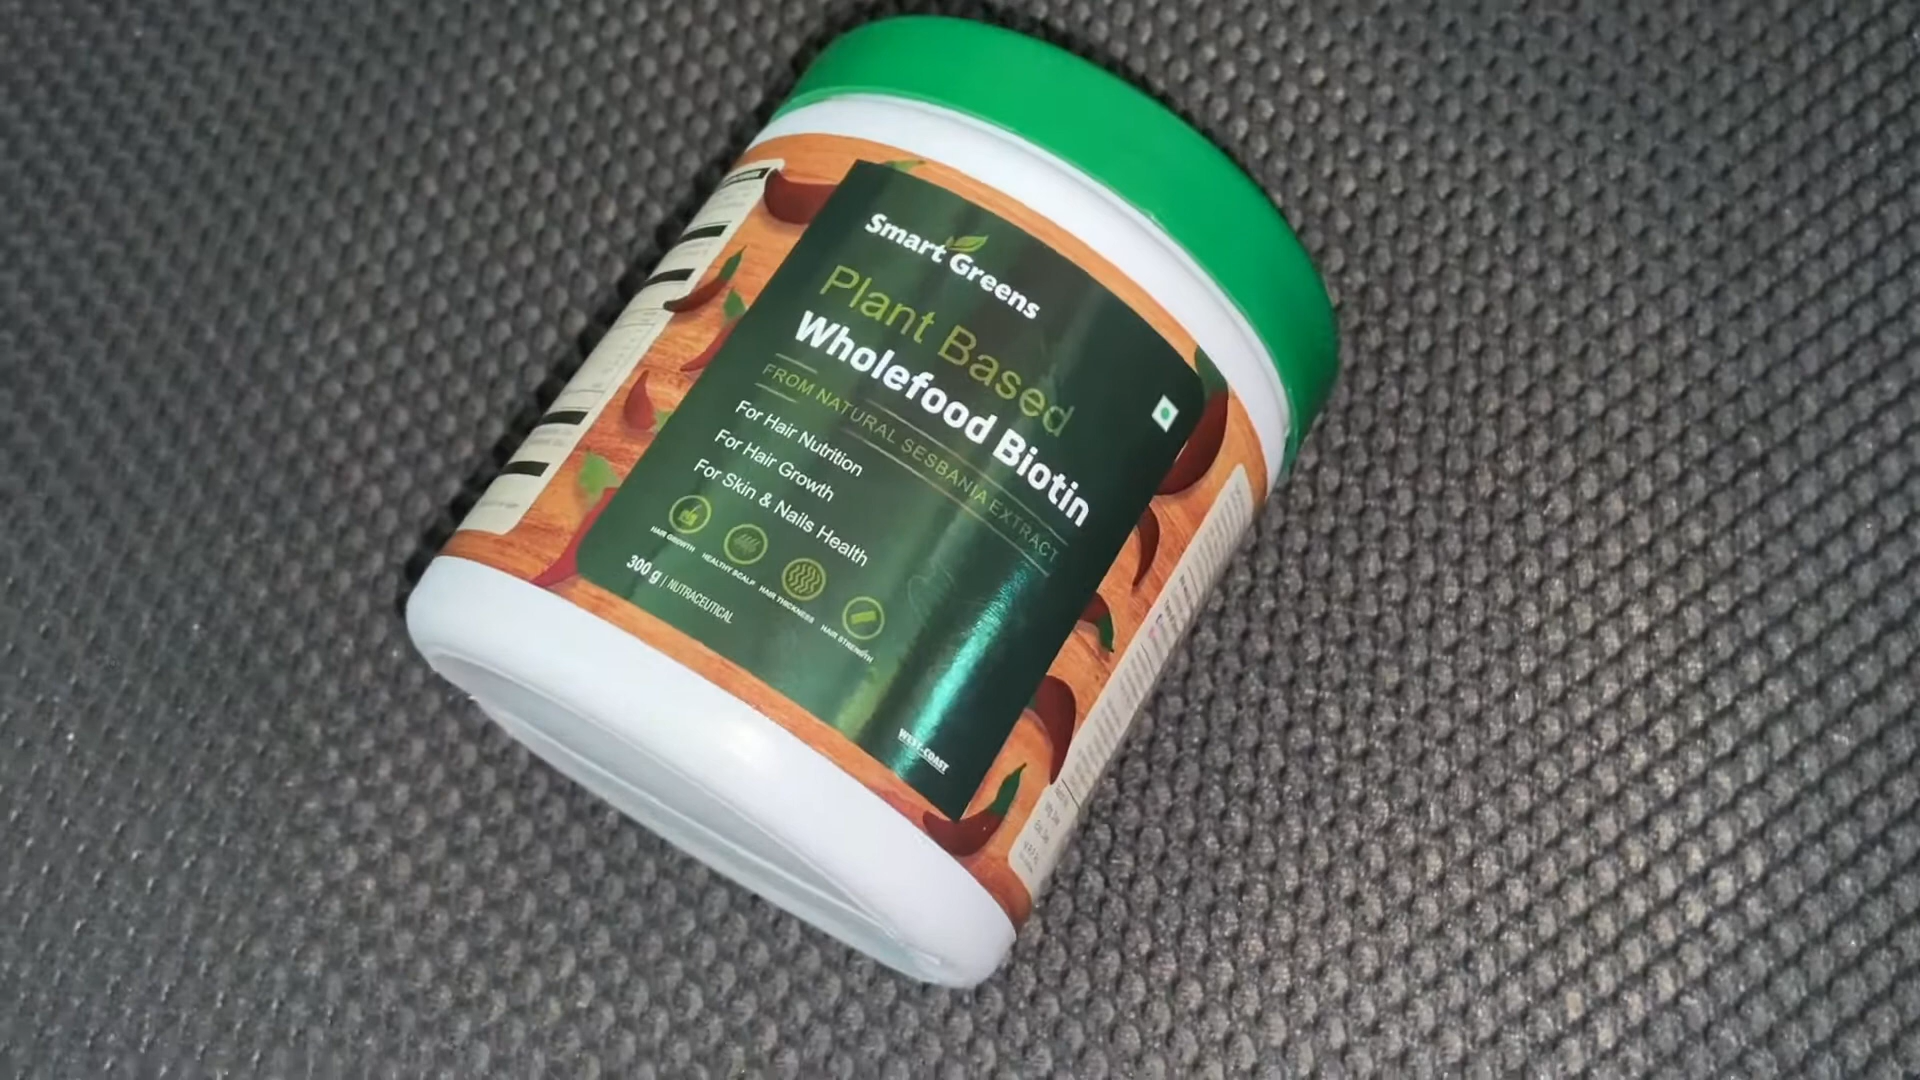 Smart Greens
Plant Based
Wholefood Biotin
FROM NATURAL SESBANIA EXTRACT
For Hair Nutrition
For Hair Growth
For Skin & Nails Health
HAIR GROWTH
HEALTHY SCALP
HAIR THICKNESS
HAIR STRENGTH
300 g | NUTRACEUTICAL
WEST-COAST